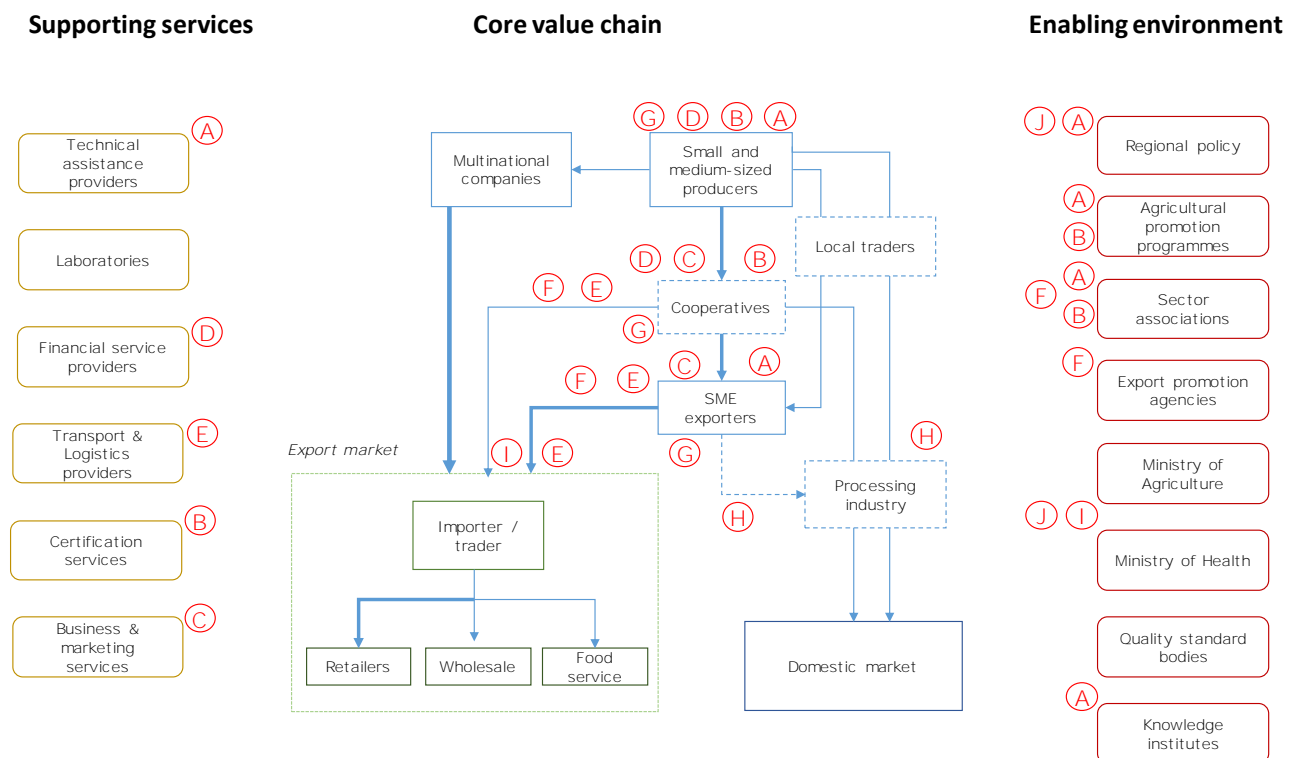 Supporting services
Core value chain
Enabling environment
A
Technical
assistance
providers
Laboratories
D
Financial service
providers
E
Transport &
Logistics
providers
B
Certification
services
C
Business &
marketing
services
G D B A
Multinational
companies
Small and
medium-sized
producers
Local traders
D C B
F E
Cooperatives
G
C A
F E
SME
exporters
Export market
I E
G
H
H
Processing
industry
Importer /
trader
Retailers
Wholesale
Food
service
Domestic market
J A
Regional policy
A
B
Agricultural
promotion
programmes
A
F
B
Sector
associations
F
Export promotion
agencies
Ministry of
Agriculture
J I
Ministry of Health
Quality standard
bodies
A
Knowledge
institutes